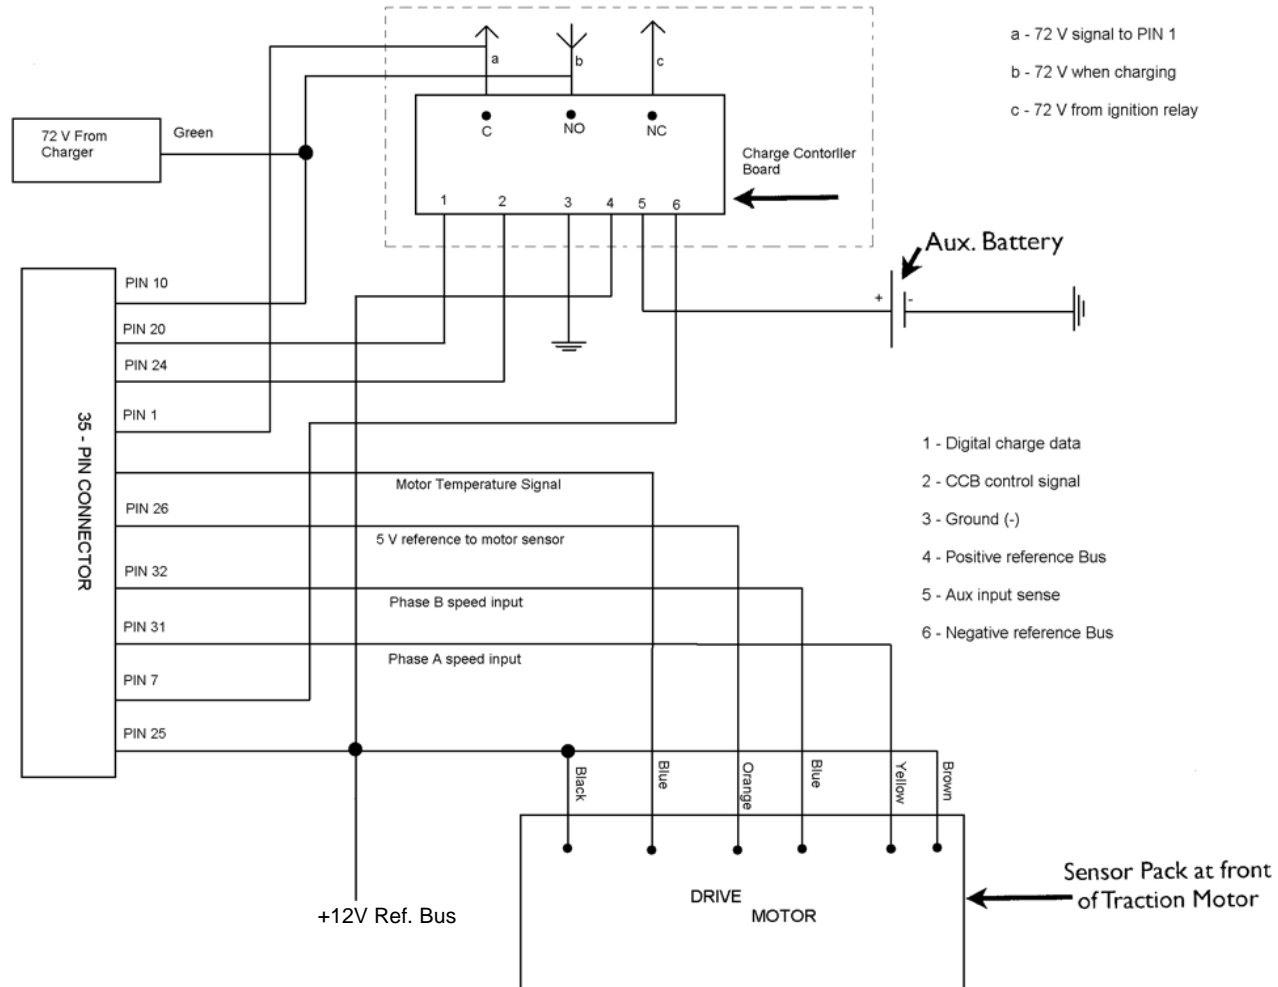 a - 72 V signal to PIN 1
b - 72 V when charging
c - 72 V from ignition relay
a
b
c
C
NO
NC
72 V From
Charger
Green
Charge Contorller
Board
1
2
3
4
5
6
Aux. Battery
+
-
PIN 10
PIN 20
PIN 24
PIN 1
35 - PIN CONNECTOR
Motor Temperature Signal
PIN 26
5 V reference to motor sensor
PIN 32
Phase B speed input
PIN 31
Phase A speed input
PIN 7
PIN 25
1 - Digital charge data
2 - CCB control signal
3 - Ground (-)
4 - Positive reference Bus
5 - Aux input sense
6 - Negative reference Bus
Black
Blue
Orange
Blue
Yellow
Brown
DRIVE
MOTOR
Sensor Pack at front
of Traction Motor
+12V Ref. Bus